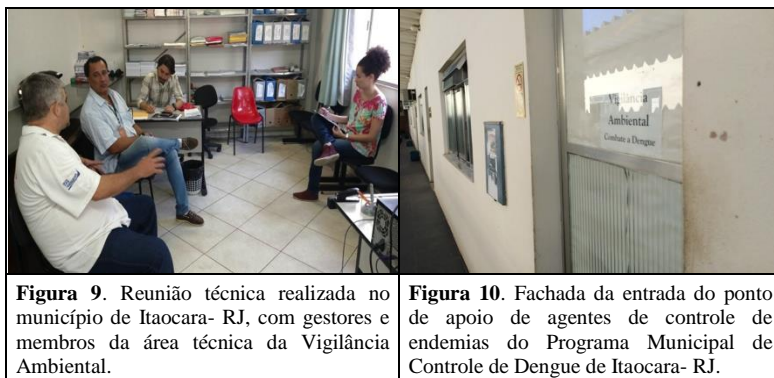 Vigilância
Ambiental
Combate a Dengue
Figura 9. Reunião técnica realizada no
município de Itaocara- RJ, com gestores e
membros da área técnica da Vigilância
Ambiental.
Figura 10. Fachada da entrada do ponto
de apoio de agentes de controle de
endemias do Programa Municipal de
Controle de Dengue de Itaocara- RJ.